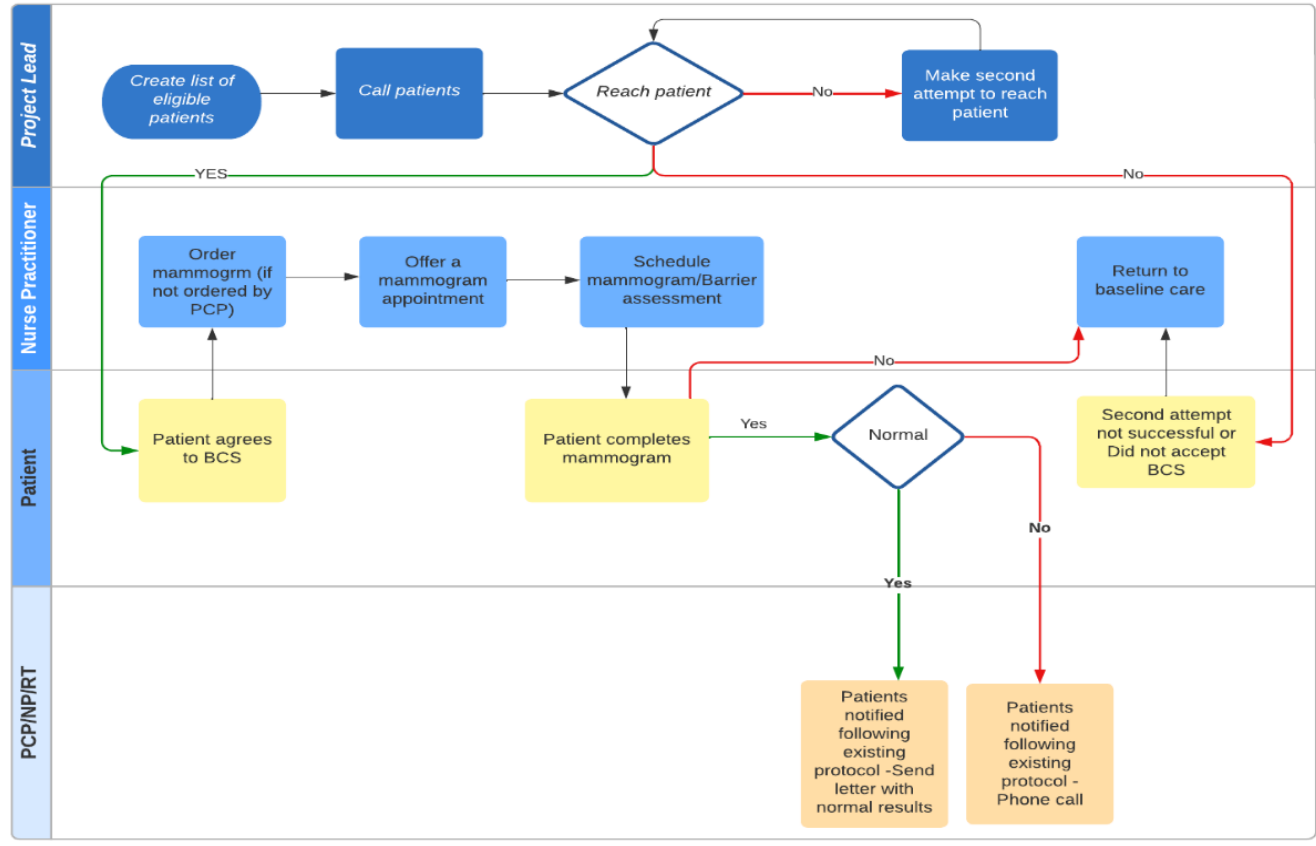 Project Lead
Create list of
eligible
patients
Call patients
Reach patient
No
Make second
attempt to reach
patient
YES
No
Nurse Practitioner
Order
mammogrm (if
not ordered by
PCP)
Offer a
mammogram
appointment
Schedule
mammogram/Barrier
assessment
Return to
baseline care
No
Patient
Patient agrees
to BCS
Patient completes
mammogram
Yes
Normal
Second attempt
not successful or
Did not accept
BCS
No
Yes
PCP/NP/RT
Patients
notified
following
existing
protocol -Send
letter with
normal results
Patients
notified
following
existing
protocol -
Phone call